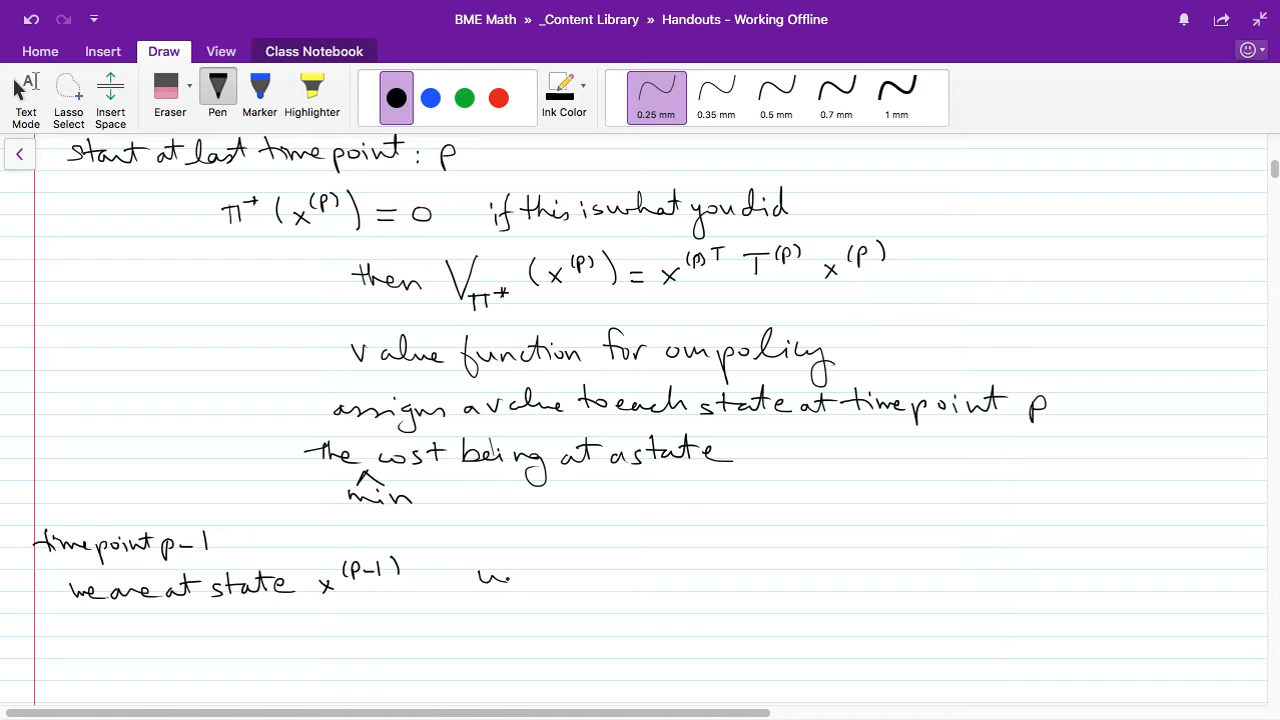 BME Math » _Content Library » Handouts - Working Offline
Home Insert Draw View Class Notebook
Text Mode Lasso Select Insert Space Eraser Pen Marker Highlighter Ink Color 0.25 mm 0.35 mm 0.5 mm 0.7 mm 1 mm
start at last time point : p
π* (x^(p)) = 0 if this is what you did
then V_π* (x^(p)) = x^(p)T T^(p) x^(p)
value function for our policy
assigns a value to each state at time point p
the cost being at a state
^
min
time point p-1
we are at state x^(p-1)